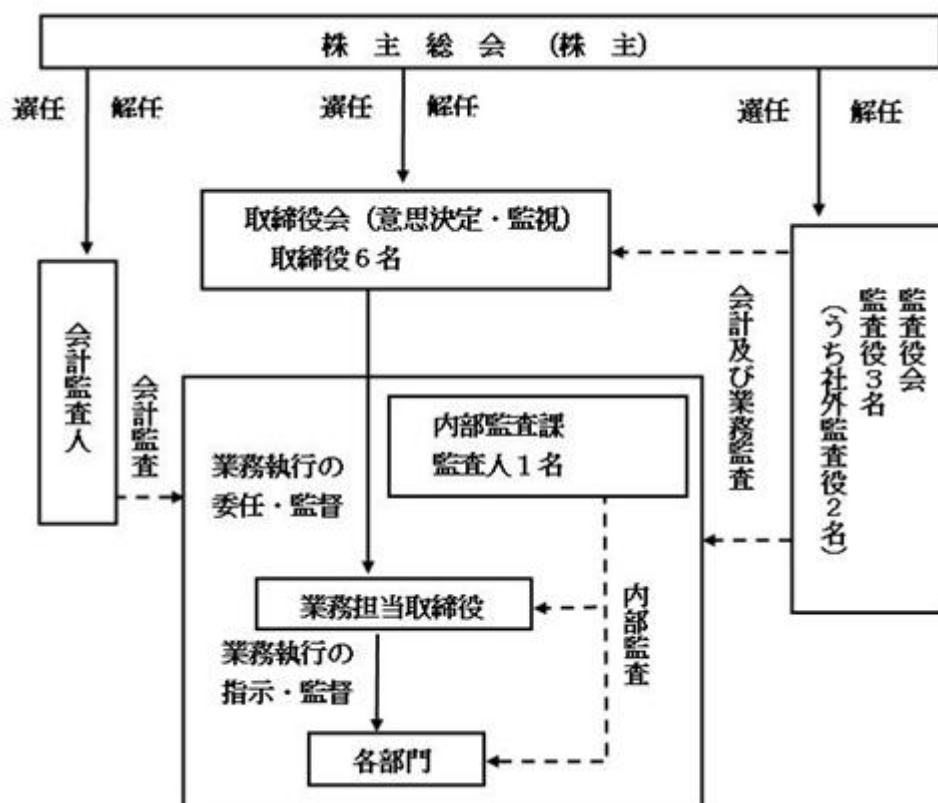 株 主 総 会 （株 主）
選任 解任
選任 解任
選任 解任
取締役会（意思決定・監視）
取締役６名
会計監査人
会計監査
内部監査課
監査人１名
業務執行の
委任・監督
業務担当取締役
業務執行の
指示・監督
各部門
内部監査
会計及び業務監査
監査役会
監査役３名
（うち社外監査役２名）